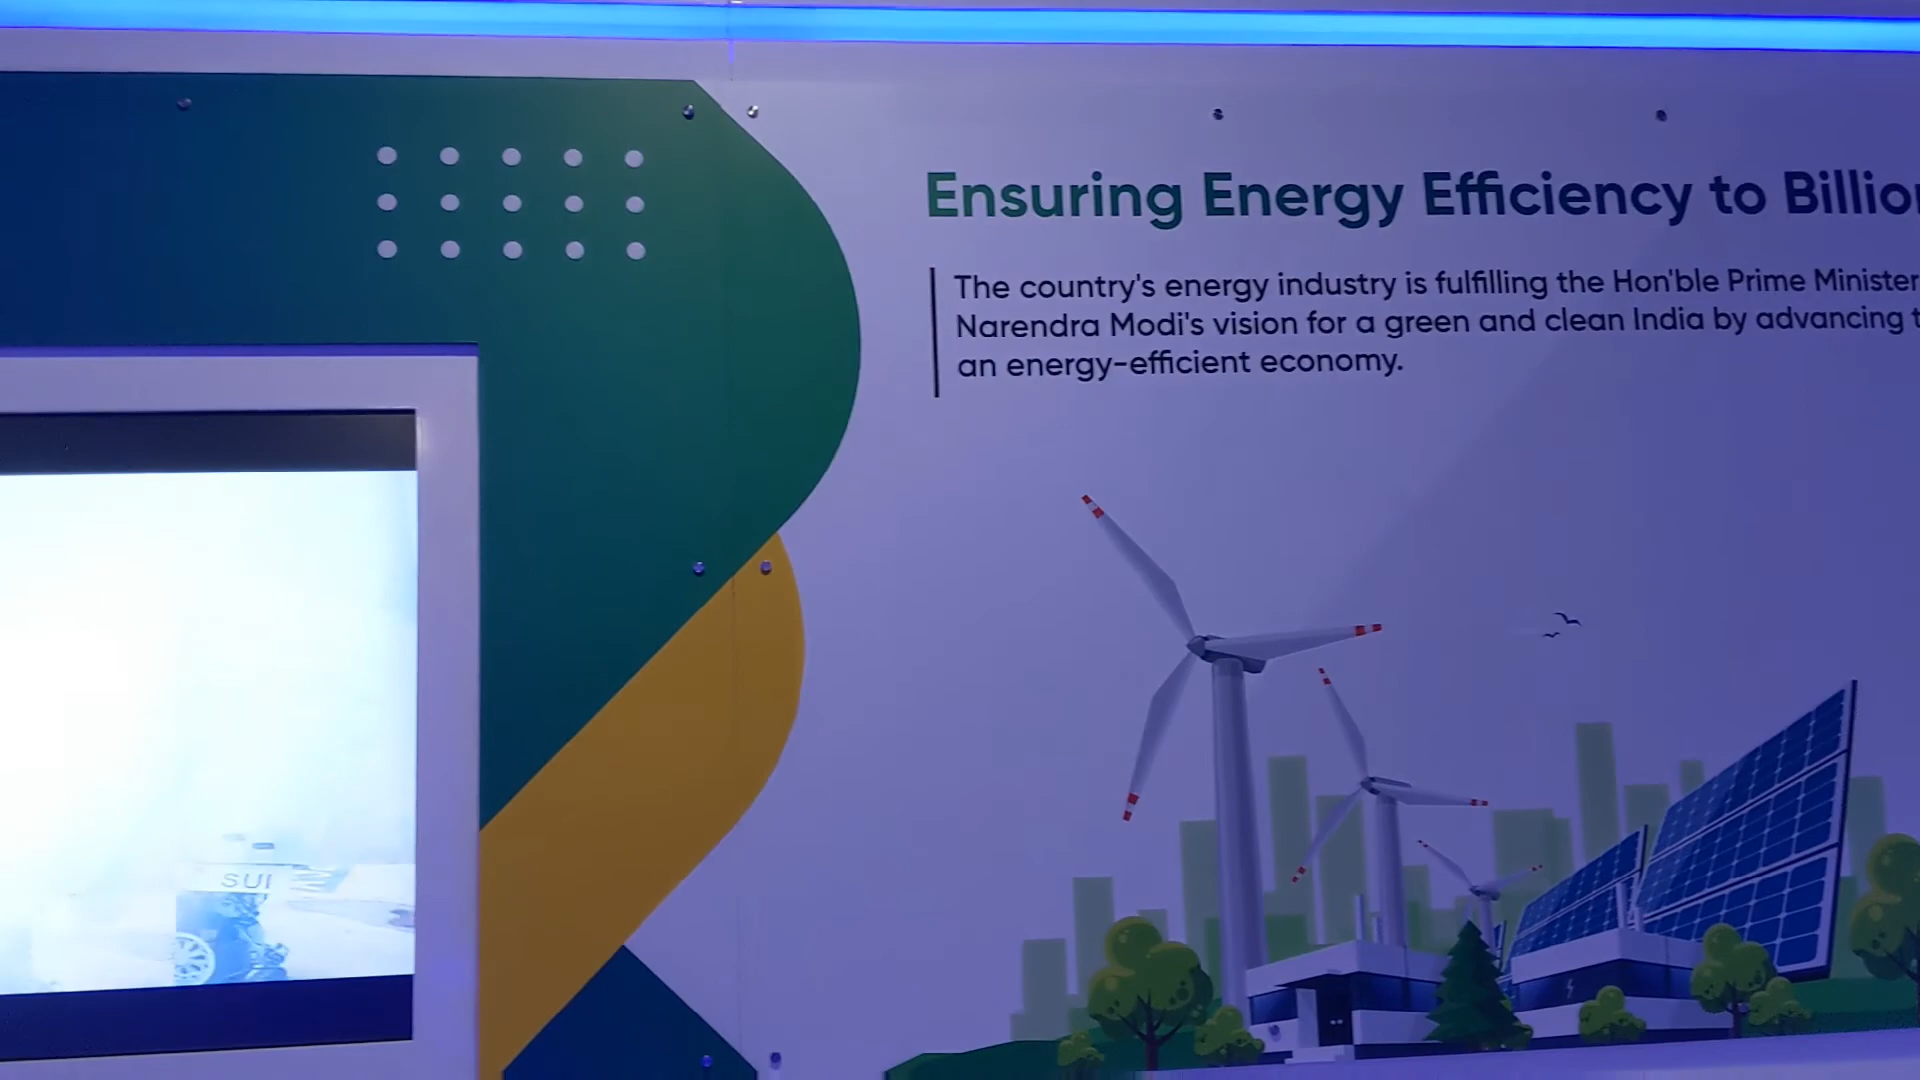 Ensuring Energy Efficiency to Billion
The country's energy industry is fulfilling the Hon'ble Prime Minister
Narendra Modi's vision for a green and clean India by advancing t
an energy-efficient economy.
SUI